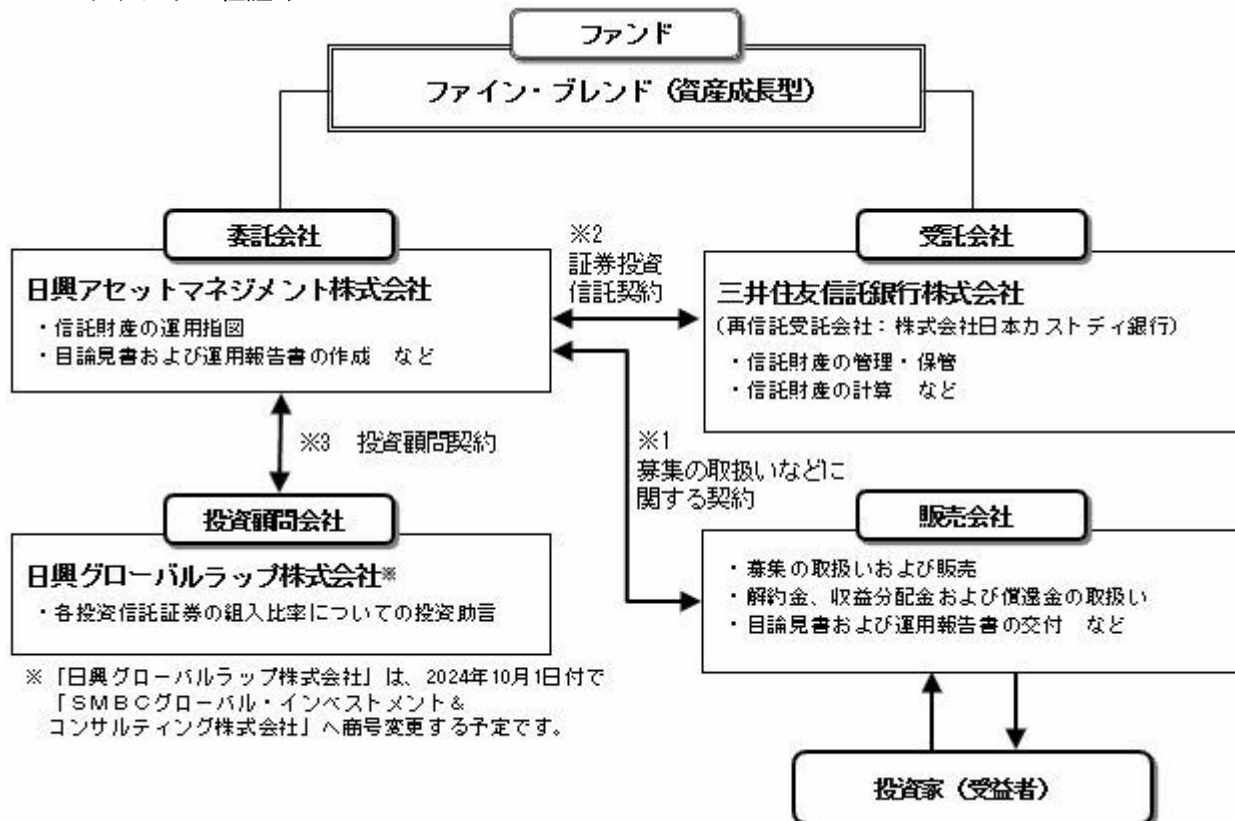 ファンド
ファイン・ブレンド（資産成長型）
委託会社
日興アセットマネジメント株式会社
・信託財産の運用指図
・目論見書および運用報告書の作成　など
※2
証券投資
信託契約
受託会社
三井住友信託銀行株式会社
（再信託受託会社：株式会社日本カストディ銀行）
・信託財産の管理・保管
・信託財産の計算　など
※3　投資顧問契約
※1
募集の取扱いなどに
関する契約
投資顧問会社
日興グローバルラップ株式会社※
・各投資信託証券の組入比率についての投資助言
販売会社
・募集の取扱いおよび販売
・解約金、収益分配金および償還金の取扱い
・目論見書および運用報告書の交付　など
※「日興グローバルラップ株式会社」は、2024年10月1日付で
「ＳＭＢＣグローバル・インベストメント＆
コンサルティング株式会社」へ商号変更する予定です。
投資家（受益者）